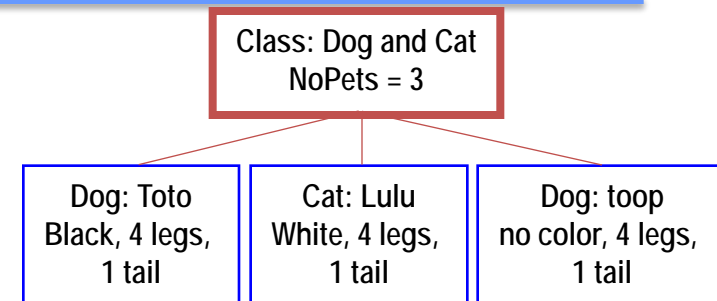 Class: Dog and Cat
NoPets = 3
Dog: Toto
Black, 4 legs,
1 tail
Cat: Lulu
White, 4 legs,
1 tail
Dog: toop
no color, 4 legs,
1 tail